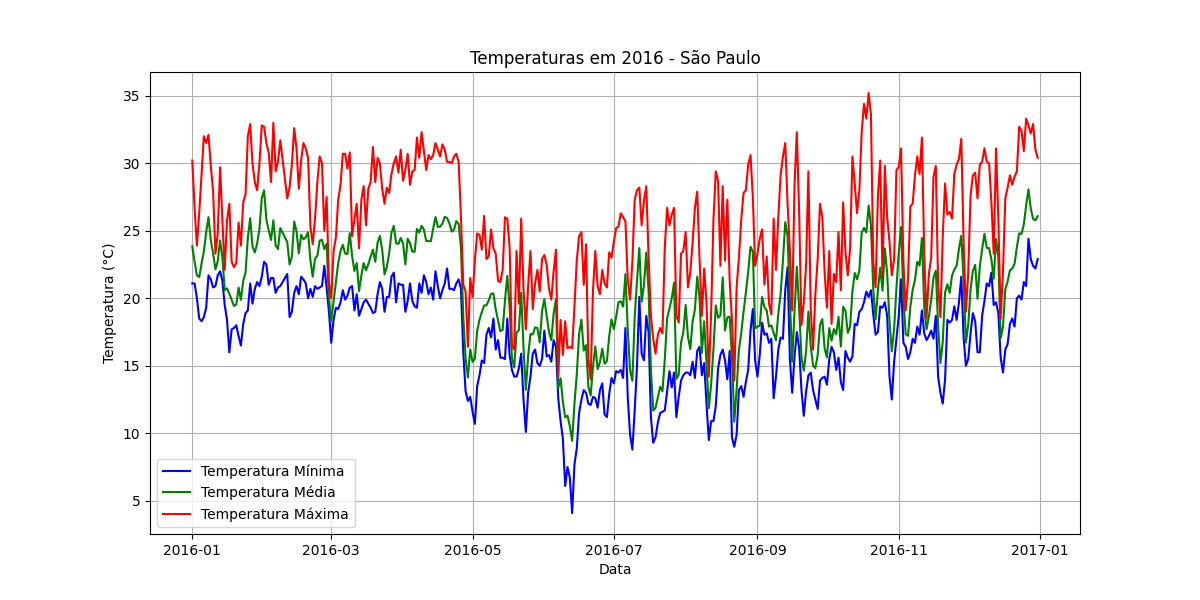 Temperaturas em 2016 - São Paulo
Temperatura (°C)
35
30
25
20
15
10
5
Temperatura Mínima
Temperatura Média
Temperatura Máxima
2016-01 2016-03 2016-05 2016-07 2016-09 2016-11 2017-01
Data